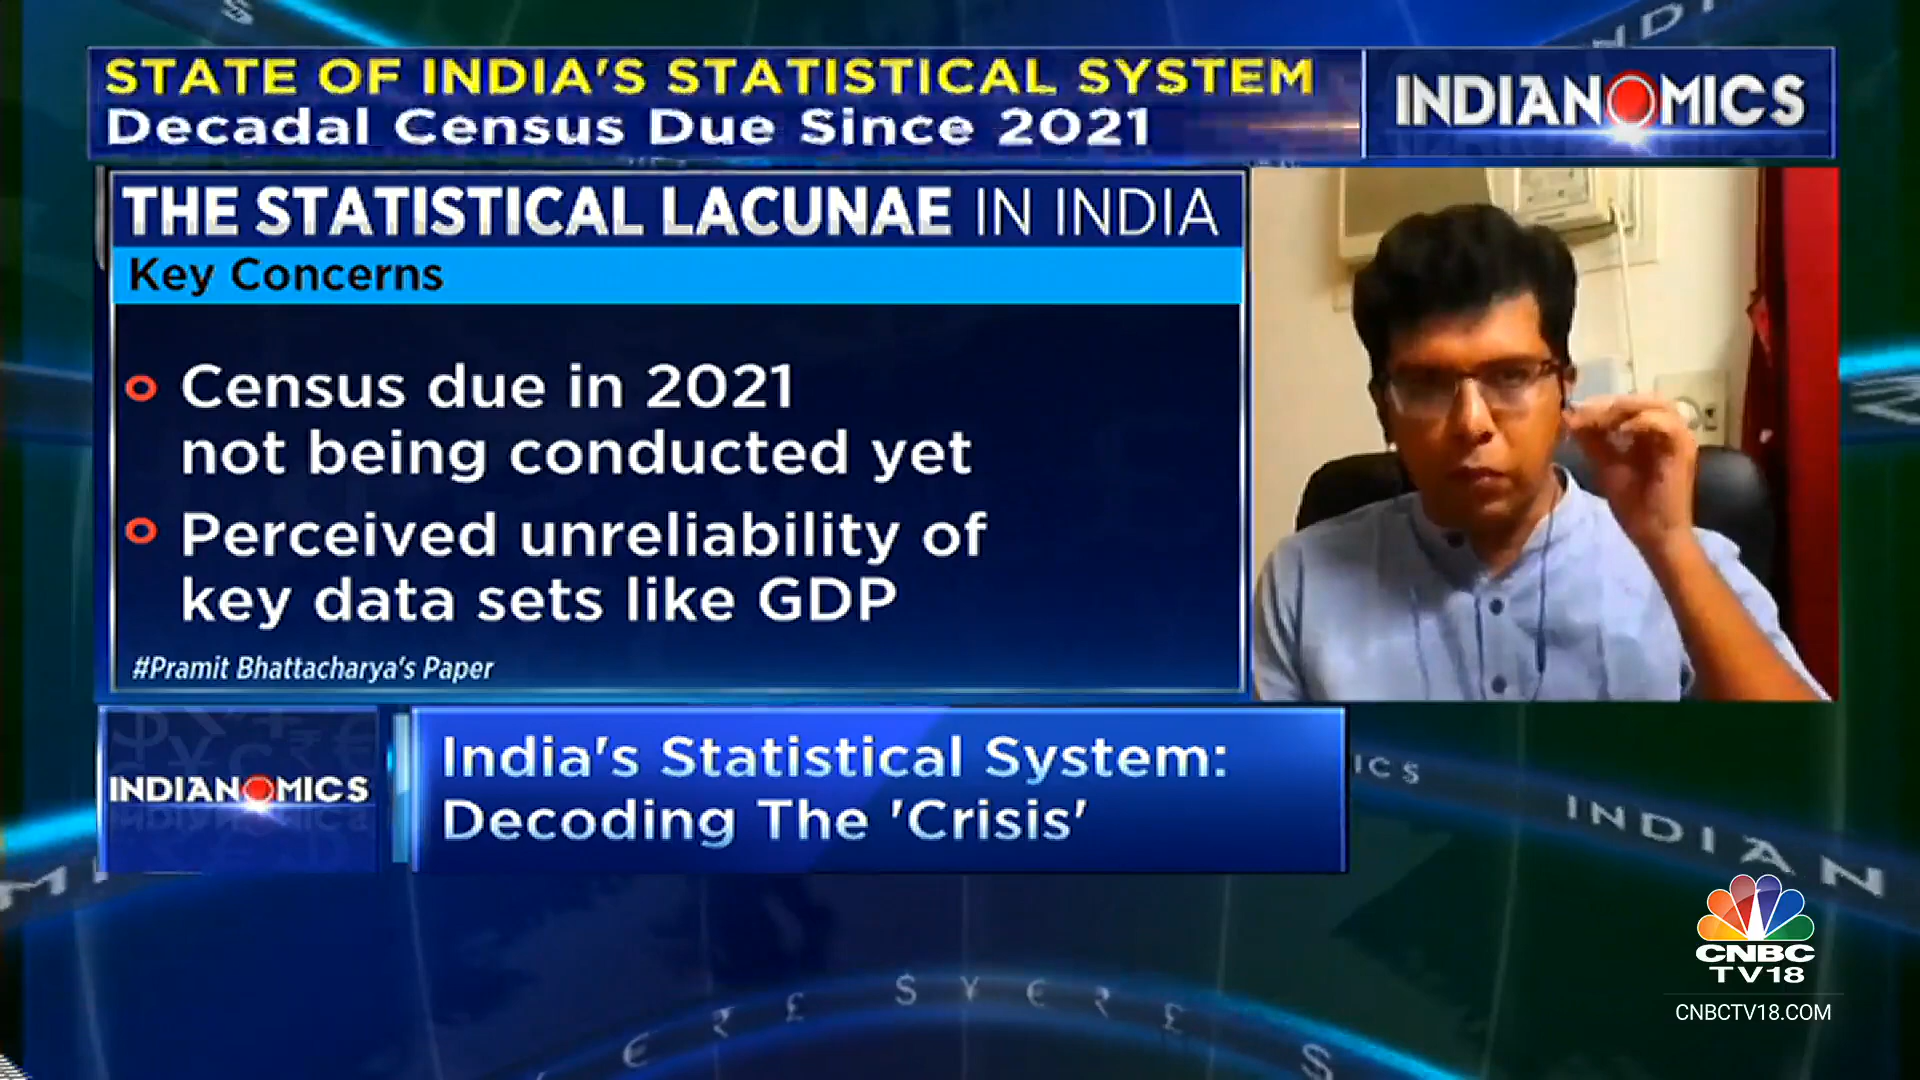 STATE OF INDIA'S STATISTICAL SYSTEM
Decadal Census Due Since 2021
INDIANOMICS
THE STATISTICAL LACUNAE IN INDIA
Key Concerns
Census due in 2021
not being conducted yet
Perceived unreliability of
key data sets like GDP
#Pramit Bhattacharya's Paper
INDIANOMICS
India's Statistical System:
Decoding The 'Crisis'
ICS
INDIAN
CNBC
TV18
CNBCTV18.COM
$ ¥ € ₹ £
€ ₹ £
$